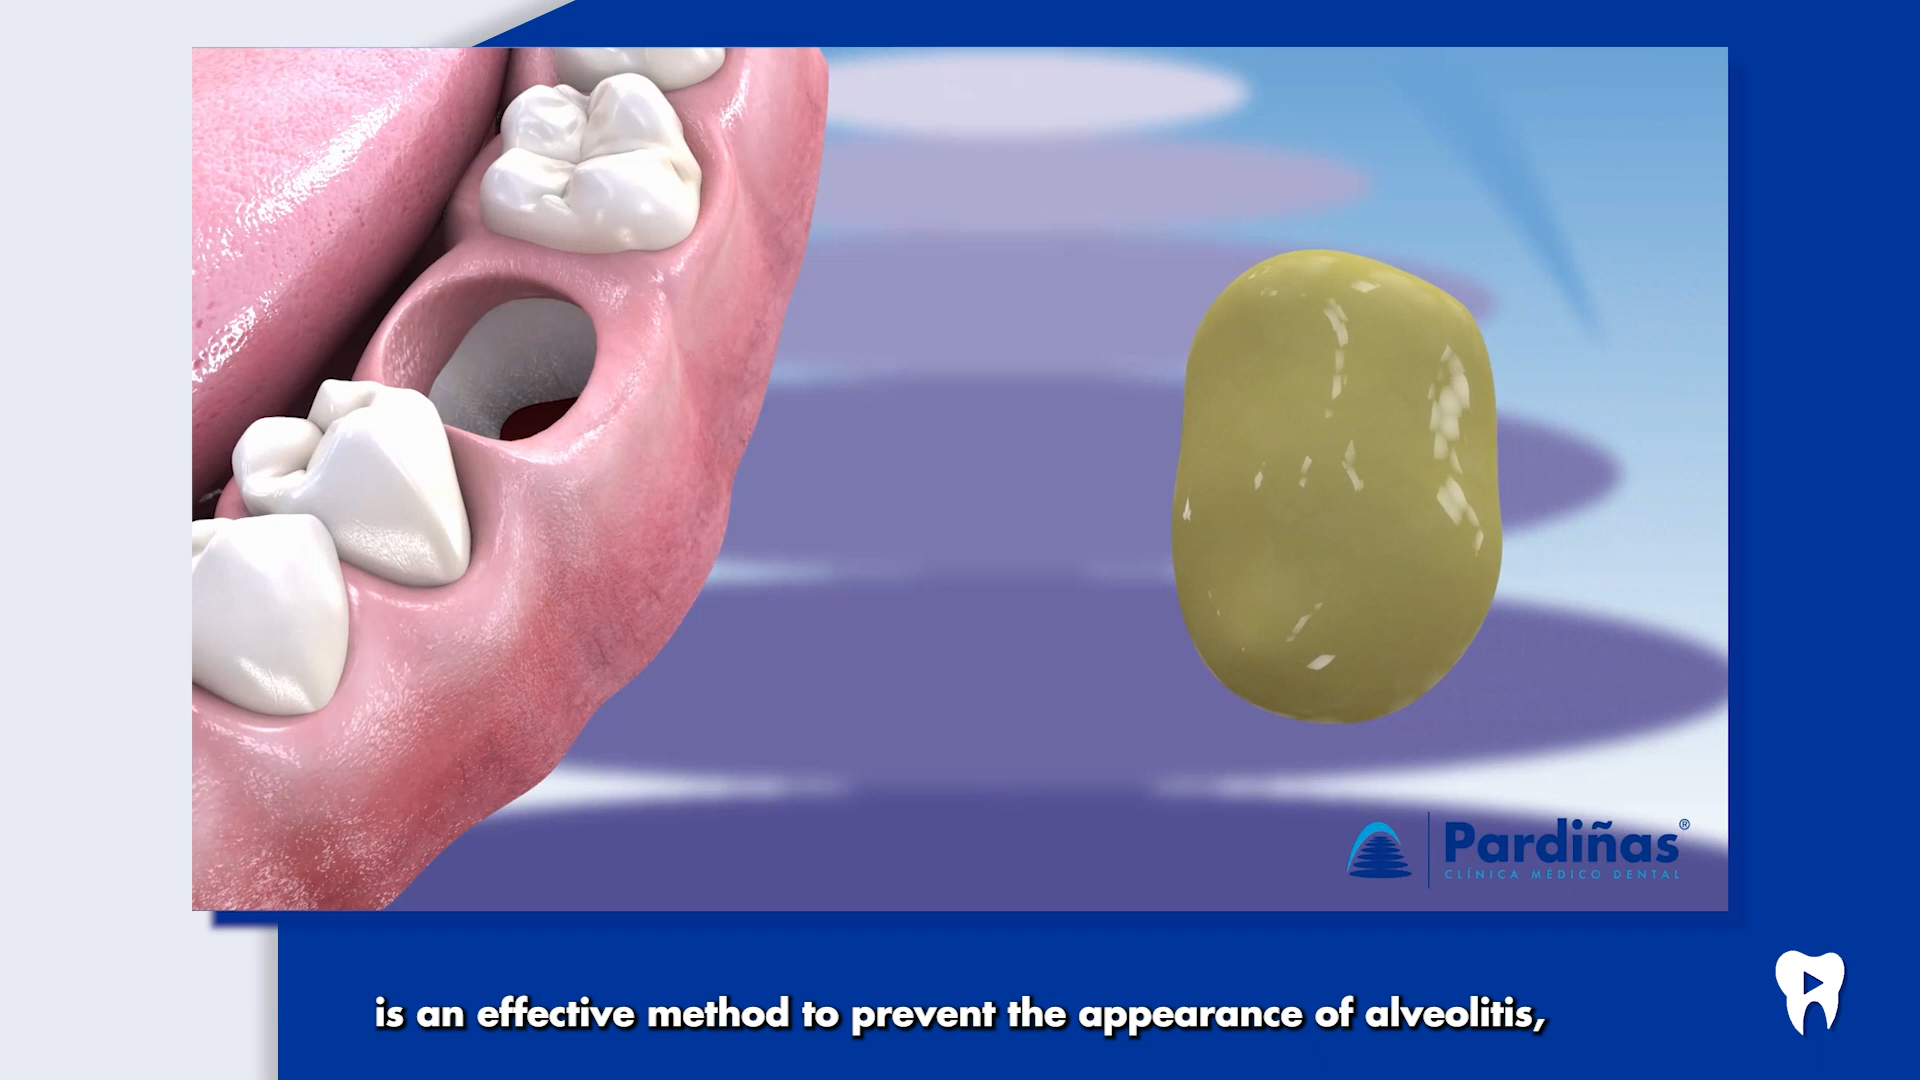 Pardiñas®
CLÍNICA MÉDICO DENTAL
is an effective method to prevent the appearance of alveolitis,